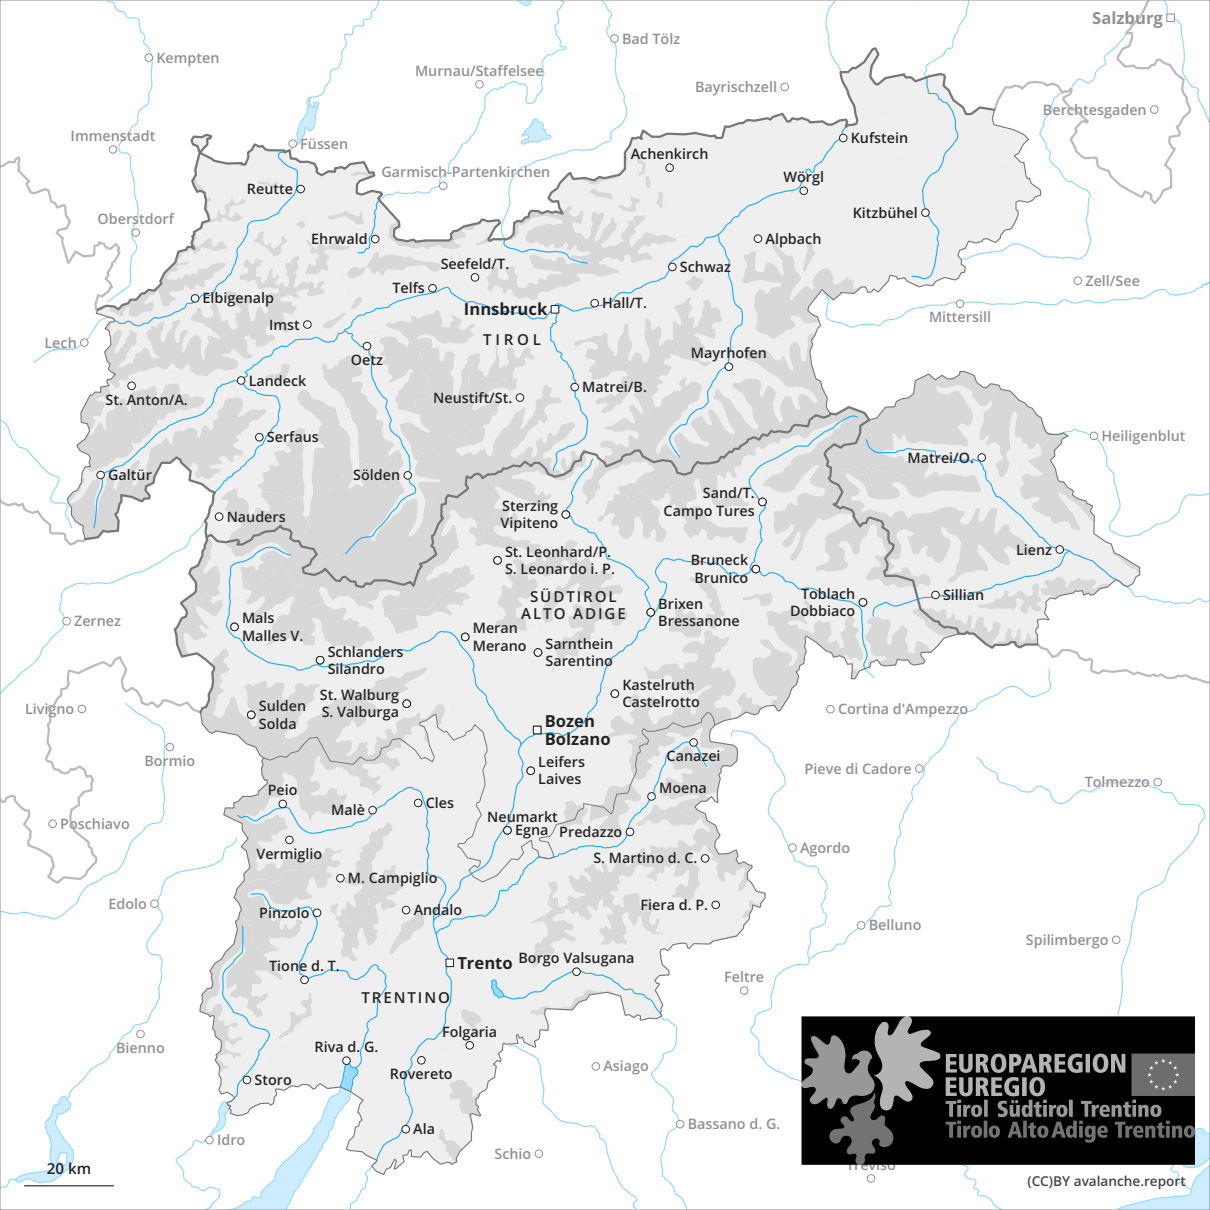 Salzburg
Bad Tölz
Kempten
Murnau/Staffelsee
Bayrischzell
Berchtesgaden
Immenstadt
Füssen
Kufstein
Achenkirch
Garmisch-Partenkirchen
Wörgl
Reutte
Kitzbühel
Oberstdorf
Ehrwald
Alpbach
Seefeld/T.
Schwaz
Zell/See
Telfs
Elbigenalp
Hall/T.
Innsbruck
Mittersill
Imst
TIROL
Lech
Oetz
Mayrhofen
Landeck
Matrei/B.
St. Anton/A.
Neustift/St.
Serfaus
Heiligenblut
Matrei/O.
Galtür
Sölden
Sand/T.
Campo Tures
Sterzing
Vipiteno
Nauders
St. Leonhard/P.
S. Leonardo i. P.
Lienz
Bruneck
Brunico
SÜDTIROL
ALTO ADIGE
Toblach
Dobbiaco
Sillian
Brixen
Bressanone
Zernez
Mals
Malles V.
Meran
Merano
Sarnthein
Sarentino
Schlanders
Silandro
Kastelruth
Castelrotto
St. Walburg
S. Valburga
Livigno
Sulden
Solda
Cortina d'Ampezzo
Bozen
Bolzano
Bormio
Canazei
Leifers
Laives
Pieve di Cadore
Tolmezzo
Peio
Moena
Malè
Cles
Neumarkt
Egna
Predazzo
Poschiavo
Vermiglio
Agordo
S. Martino d. C.
M. Campiglio
Edolo
Pinzolo
Andalo
Fiera d. P.
Belluno
Spilimbergo
Tione d. T.
Trento
Borgo Valsugana
Feltre
TRENTINO
Folgaria
Bienno
Riva d. G.
Rovereto
Asiago
Storo
EUROPAREGION
EUREGIO
Tirol Südtirol Trentino
Tirolo Alto Adige Trentino
Ala
Bassano d. G.
Idro
Schio
Treviso
20 km
(CC)BY avalanche.report